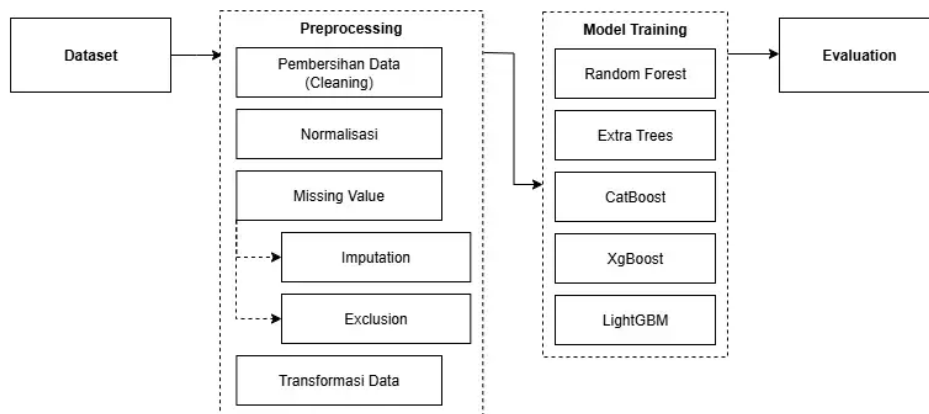 Dataset
Preprocessing
Pembersihan Data
(Cleaning)
Normalisasi
Missing Value
Imputation
Exclusion
Transformasi Data
Model Training
Random Forest
Extra Trees
CatBoost
XgBoost
LightGBM
Evaluation